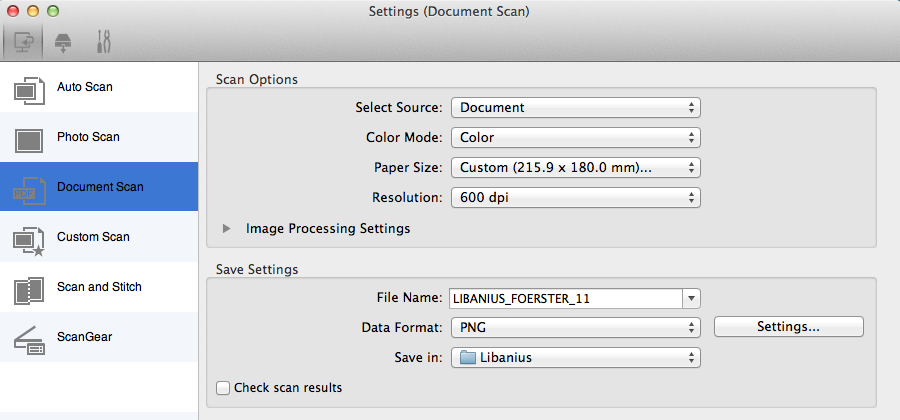 Settings (Document Scan)
Auto Scan
Photo Scan
PDF
Document Scan
Custom Scan
Scan and Stitch
ScanGear
Scan Options
Select Source: Document
Color Mode: Color
Paper Size: Custom (215.9 x 180.0 mm)...
Resolution: 600 dpi
Image Processing Settings
Save Settings
File Name: LIBANIUS_FOERSTER_11
Data Format: PNG Settings...
Save in: Libanius
Check scan results